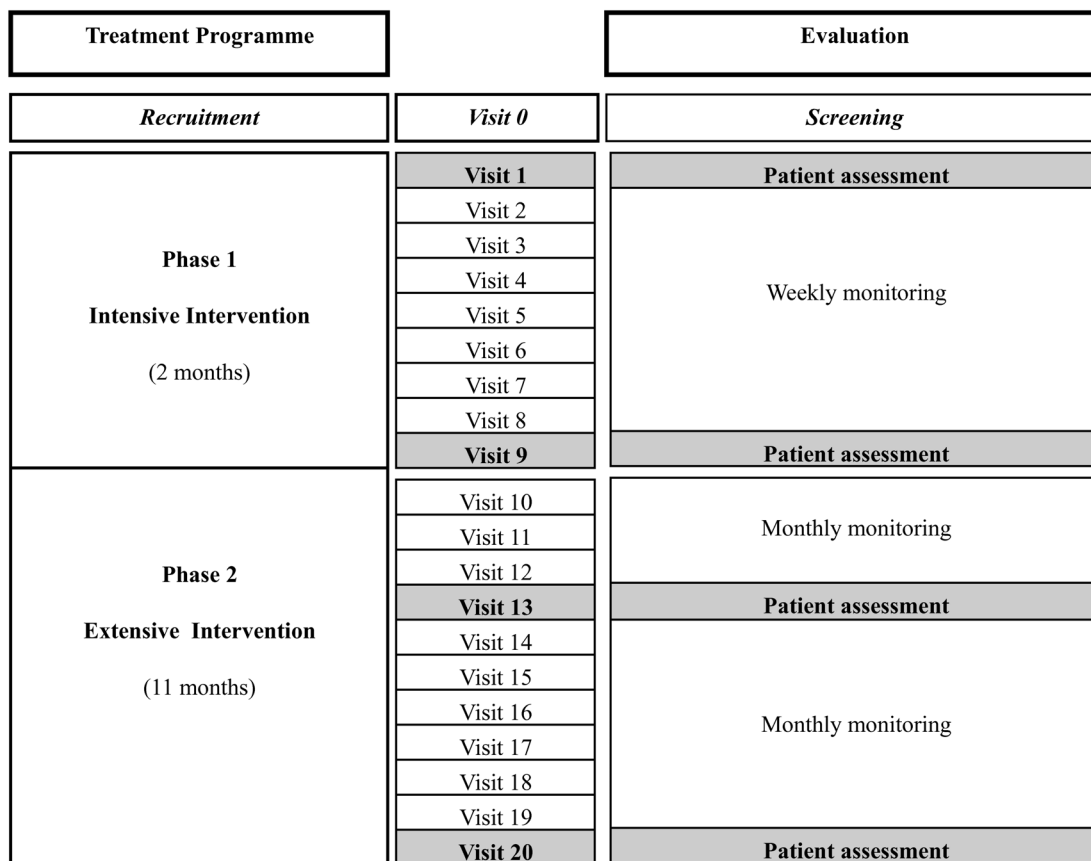 Treatment Programme
Evaluation
Recruitment
Visit 0
Screening
Phase 1
Intensive Intervention
(2 months)
Visit 1
Patient assessment
Visit 2
Visit 3
Visit 4
Visit 5
Visit 6
Visit 7
Visit 8
Weekly monitoring
Visit 9
Patient assessment
Phase 2
Extensive Intervention
(11 months)
Visit 10
Visit 11
Visit 12
Monthly monitoring
Visit 13
Patient assessment
Visit 14
Visit 15
Visit 16
Visit 17
Visit 18
Visit 19
Monthly monitoring
Visit 20
Patient assessment